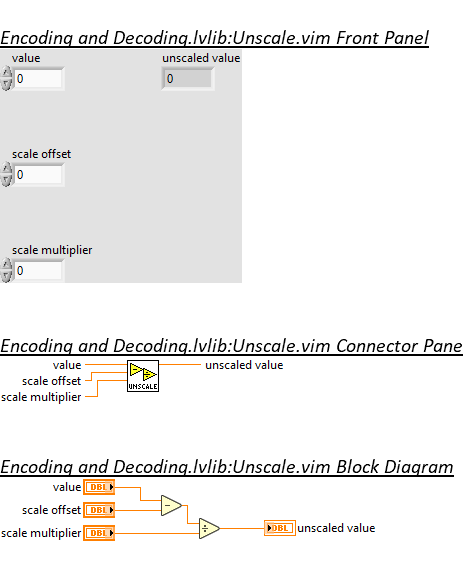 Encoding and Decoding.lvlib:Unscale.vim Front Panel
value unscaled value
0 0
scale offset
0
scale multiplier
0
Encoding and Decoding.lvlib:Unscale.vim Connector Pane
value unscaled value
scale offset
scale multiplier
UNSCALE
Encoding and Decoding.lvlib:Unscale.vim Block Diagram
value DBL
scale offset DBL
scale multiplier DBL DBL unscaled value